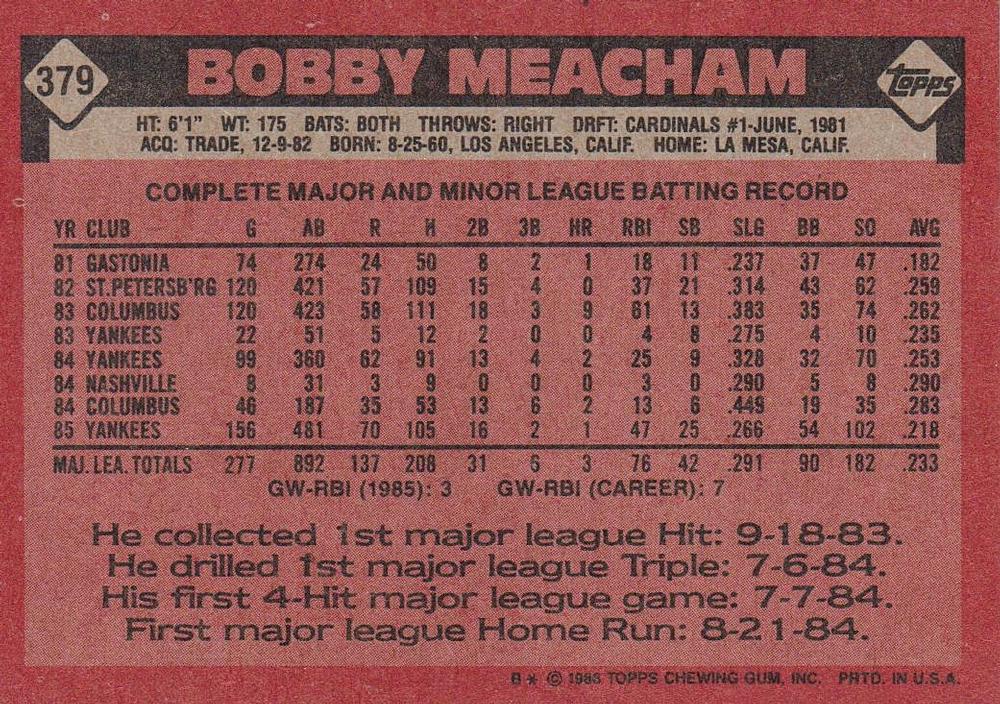 379 BOBBY MEACHAM TOPPS
HT: 6'1" WT: 175 BATS: BOTH THROWS: RIGHT DRFT: CARDINALS #1-JUNE, 1981
ACQ: TRADE, 12-9-82 BORN: 8-25-60, LOS ANGELES, CALIF. HOME: LA MESA, CALIF.
COMPLETE MAJOR AND MINOR LEAGUE BATTING RECORD
YR CLUB G AB R H 2B 3B HR RBI SB SLG BB SO AVG
81 GASTONIA 74 274 24 50 8 2 1 18 11 .237 37 47 .182
82 ST.PETERSB'RG 120 421 57 109 15 4 0 37 21 .314 43 62 .259
83 COLUMBUS 120 423 58 111 18 3 9 61 13 .383 35 74 .262
83 YANKEES 22 51 5 12 2 0 0 4 8 .275 4 10 .235
84 YANKEES 99 360 62 91 13 4 2 25 9 .328 32 70 .253
84 NASHVILLE 8 31 3 9 0 0 0 3 0 .290 5 8 .290
84 COLUMBUS 46 187 35 53 13 6 2 13 6 .449 19 35 .283
85 YANKEES 156 481 70 105 16 2 1 47 25 .266 54 102 .218
MAJ. LEA. TOTALS 277 892 137 208 31 6 3 76 42 .291 90 182 .233
GW-RBI (1985): 3 GW-RBI (CAREER): 7
He collected 1st major league Hit: 9-18-83.
He drilled 1st major league Triple: 7-6-84.
His first 4-Hit major league game: 7-7-84.
First major league Home Run: 8-21-84.
B * © 1986 TOPPS CHEWING GUM, INC. PRTD. IN U.S.A.